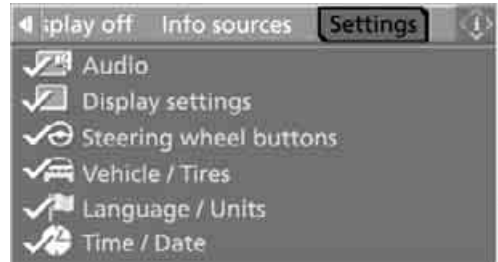 splay off Info sources Settings
Audio
Display settings
Steering wheel buttons
Vehicle / Tires
Language / Units
Time / Date